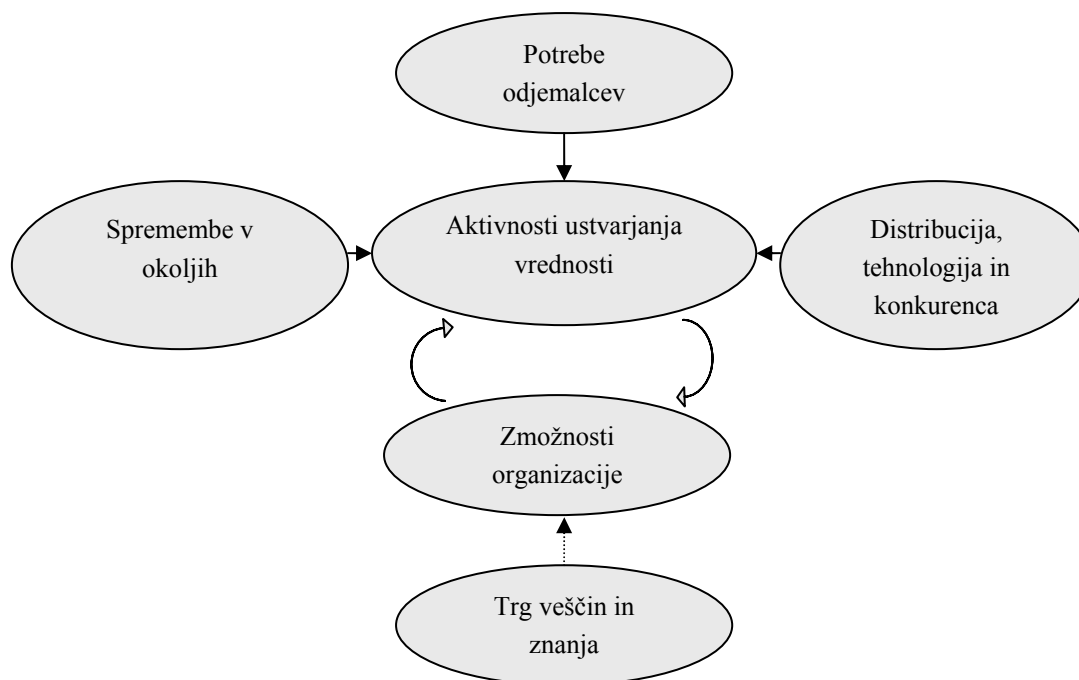 Potrebe
odjemalcev
Spremembe v
okoljih
Aktivnosti ustvarjanja
vrednosti
Distribucija,
tehnologija in
konkurenca
Zmožnosti
organizacije
Trg veščin in
znanja